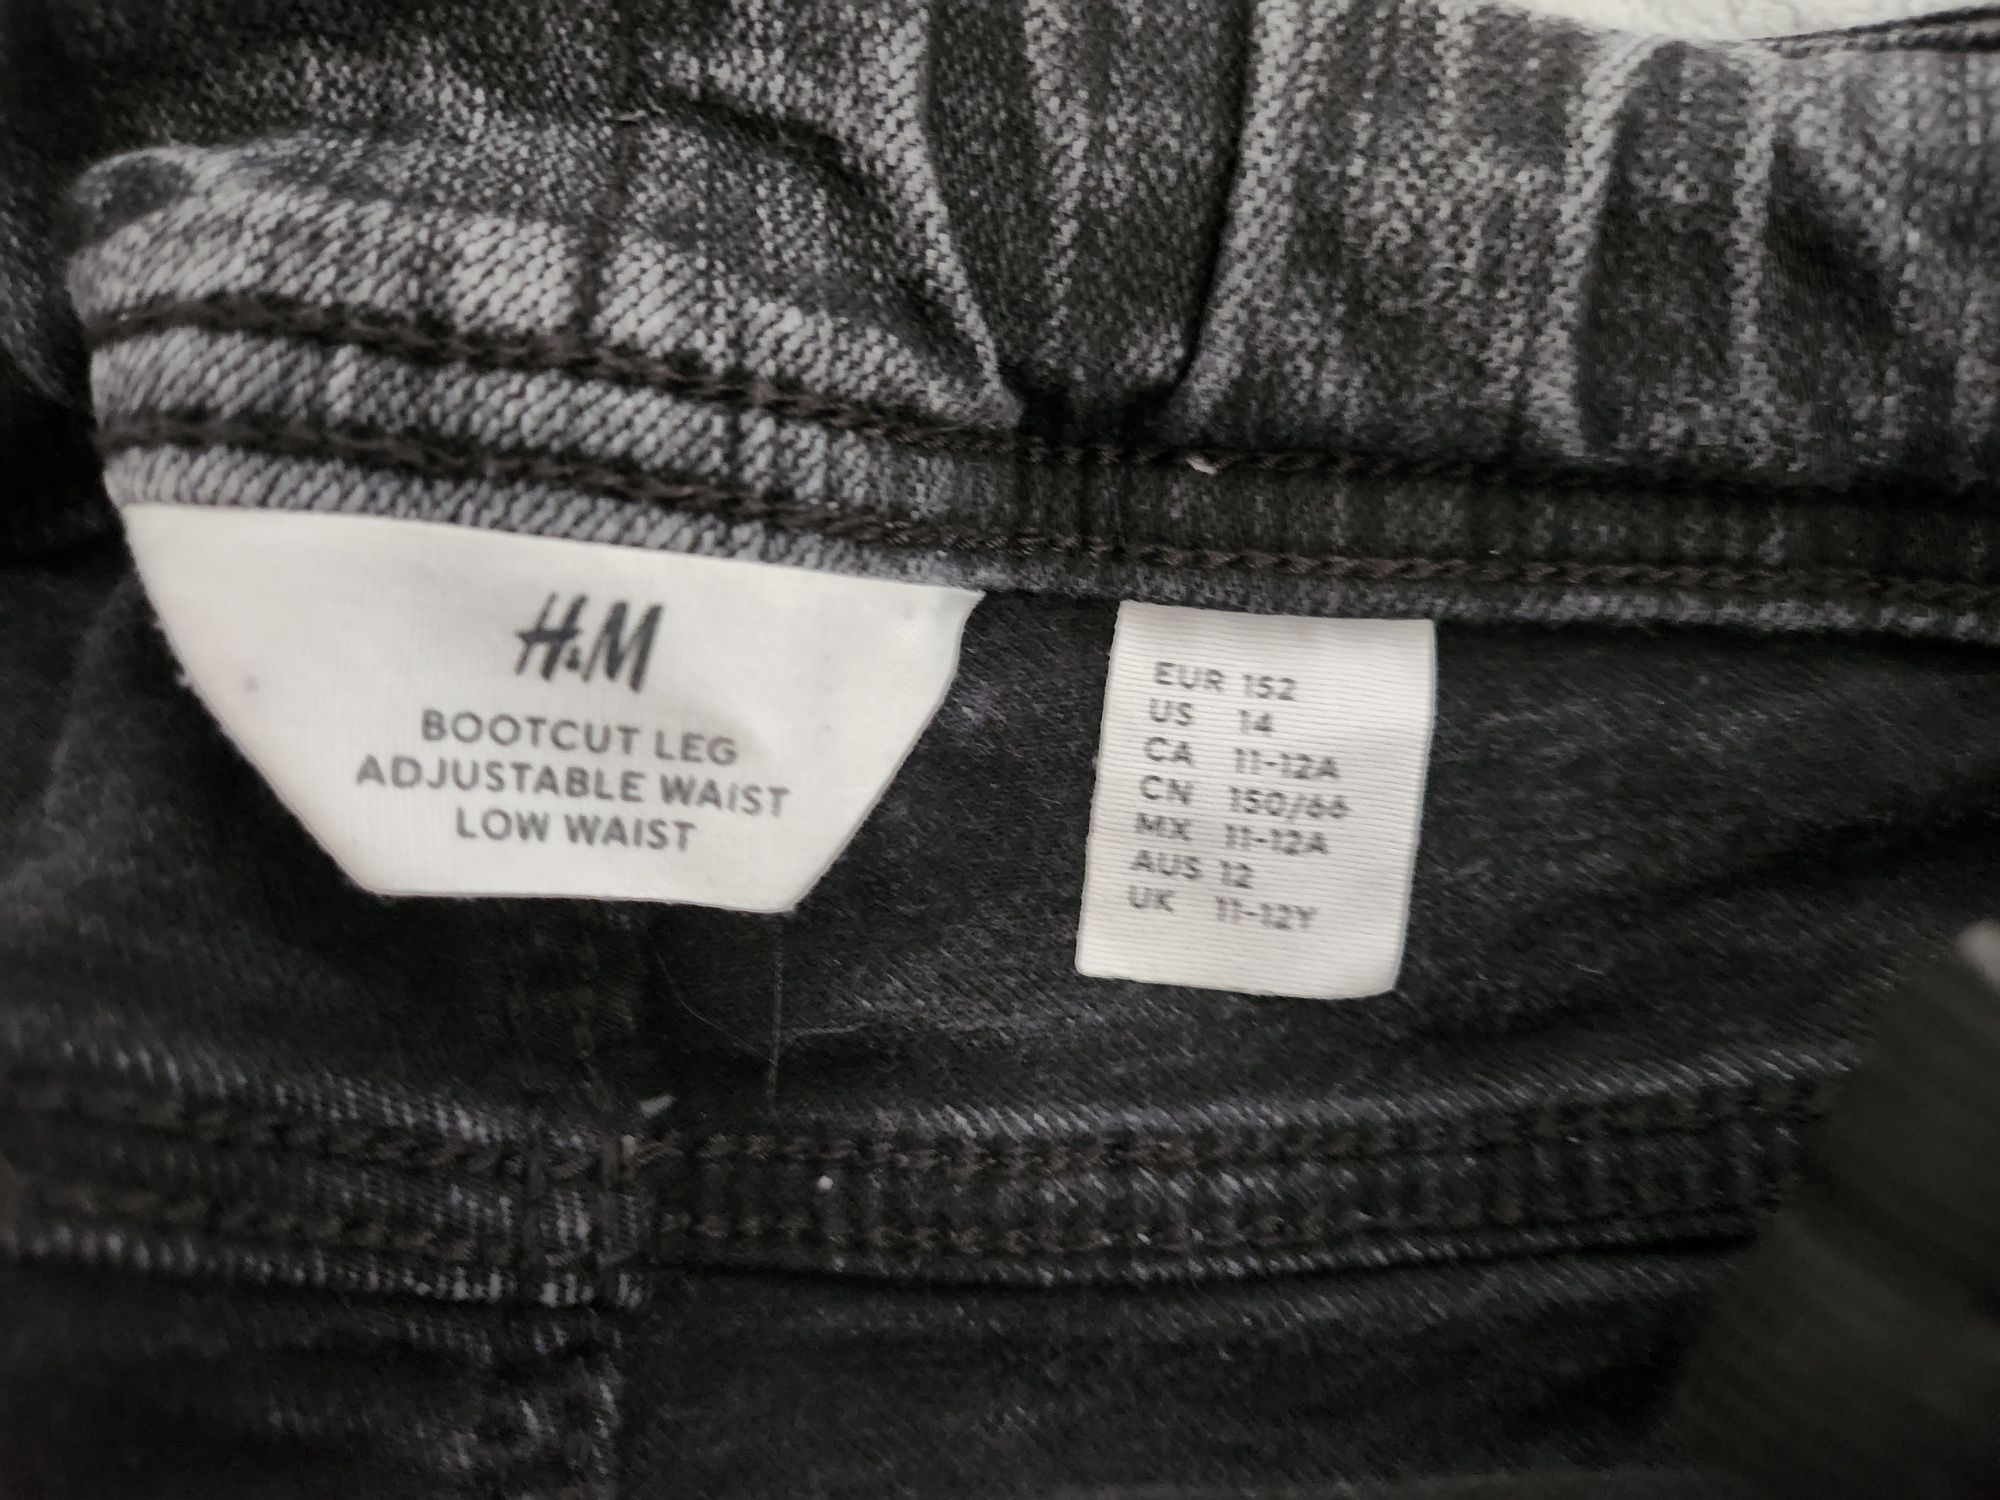 H&M
BOOTCUT LEG
ADJUSTABLE WAIST
LOW WAIST
EUR 152
US 14
CA 11-12A
CN 150/66
MX 11-12A
AUS 12
UK 11-12Y